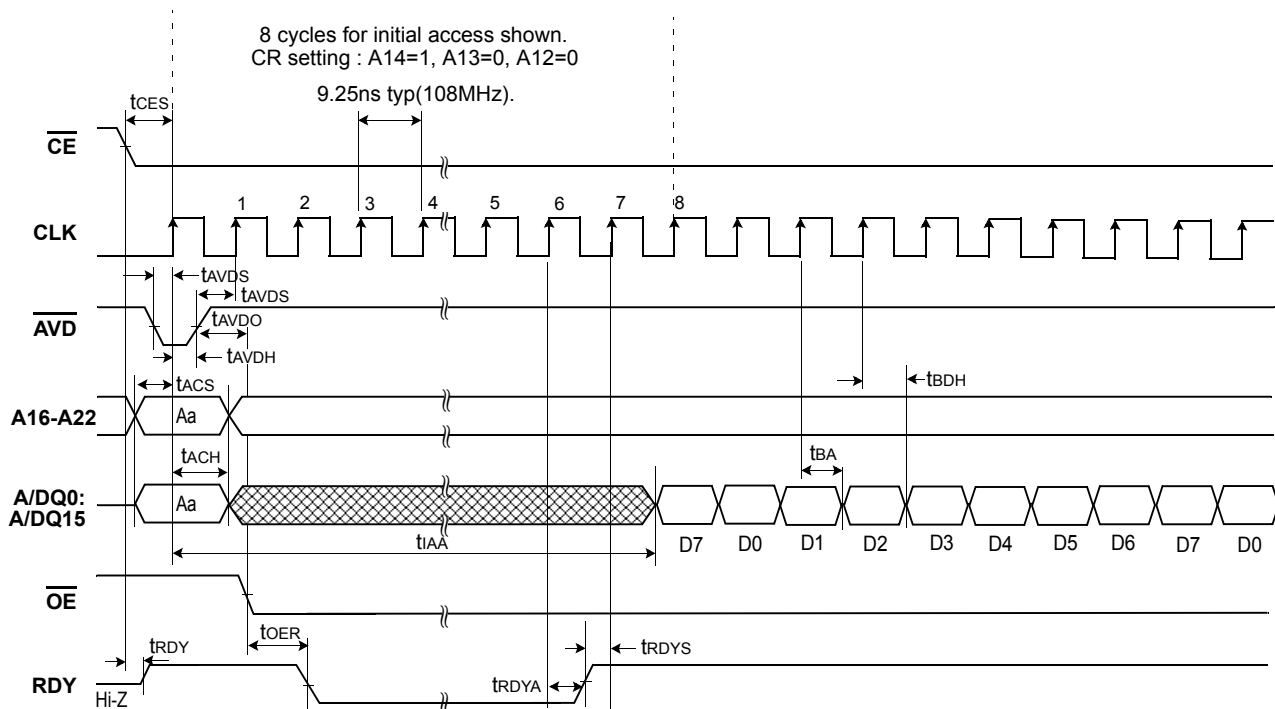 8 cycles for initial access shown.
CR setting : A14=1, A13=0, A12=0
9.25ns typ(108MHz).
tCES
CE
1 2 3 4 5 6 7 8
CLK
tAVDS
tAVDS
AVD
tAVDO
tAVDH
tBDH
tACS
A16-A22
Aa
tACH
tBA
A/DQ0:
A/DQ15
Aa
tIAA
D7 D0 D1 D2 D3 D4 D5 D6 D7 D0
OE
tOER
tRDY
tRDYS
RDY
tRDYA
Hi-Z